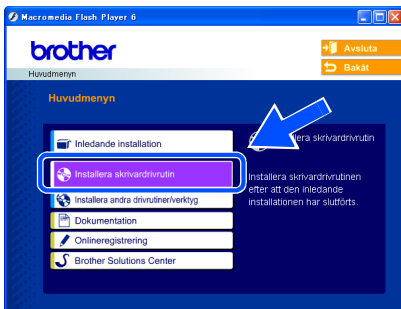 Macromedia Flash Player 6
brother
Avsluta
Bakåt
Huvudmenyn
Huvudmenyn
Inledande installation
Installera skrivardrivrutin
Installera andra drivrutiner/verktyg
Dokumentation
Onlineregistrering
Brother Solutions Center
skrivardrivrutin
Installera skrivardrivrutinen
efter att den inledande
installationen har slutförts.